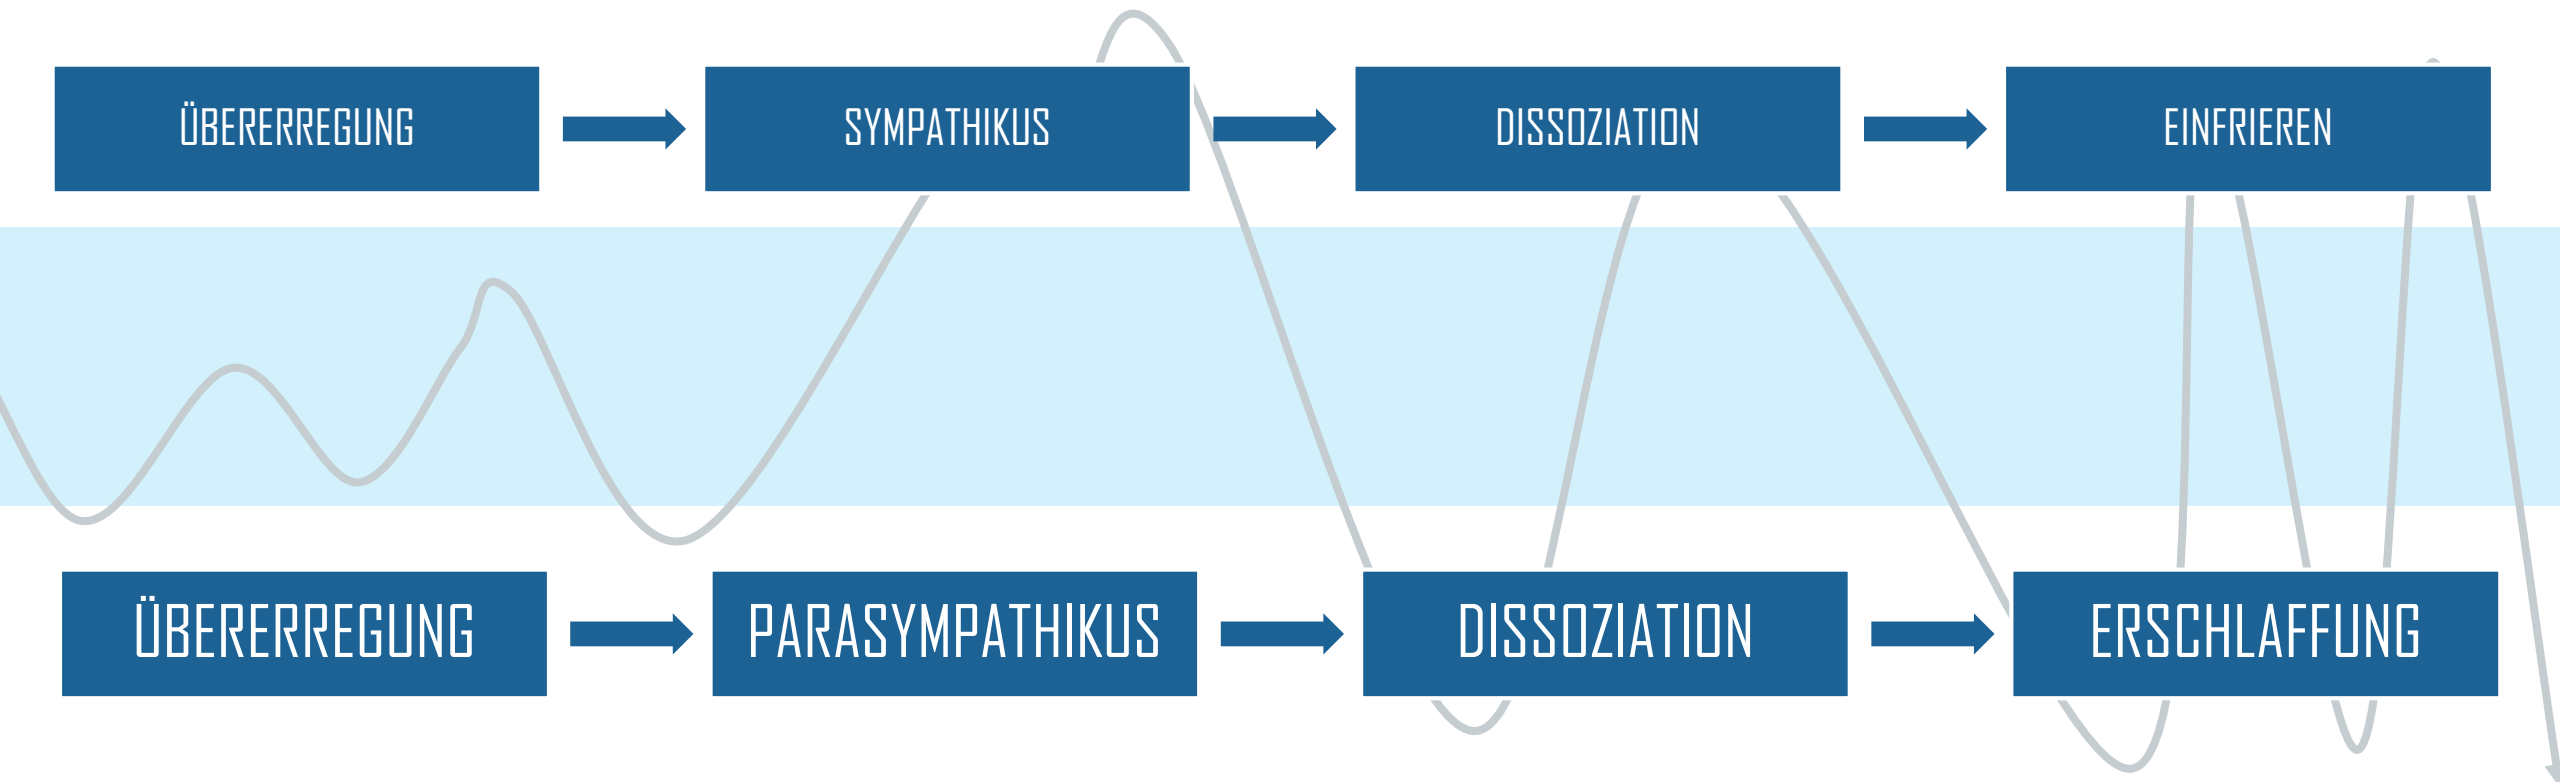 ÜBERERREGUNG
SYMPATHIKUS
DISSOZIATION
EINFRIEREN
ÜBERERREGUNG
PARASYMPATHIKUS
DISSOZIATION
ERSCHLAFFUNG